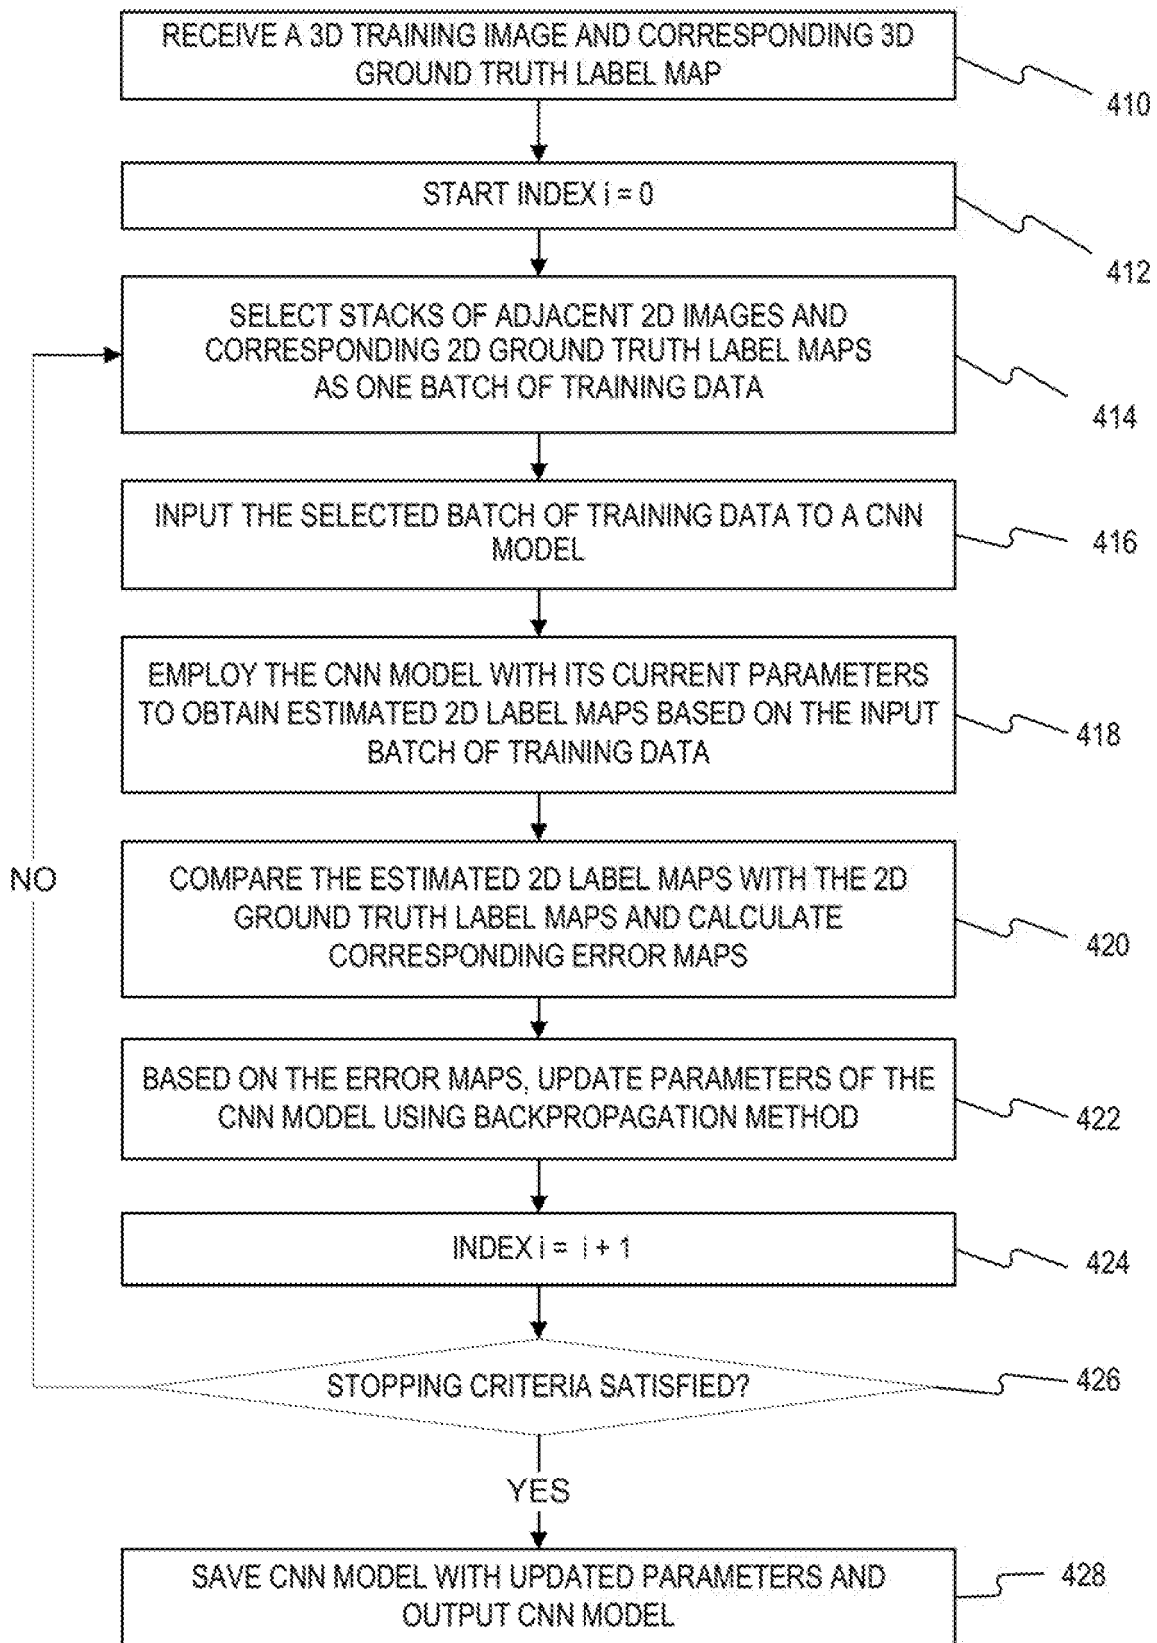 RECEIVE A 3D TRAINING IMAGE AND CORRESPONDING 3D
GROUND TRUTH LABEL MAP
410
START INDEX i = 0
412
SELECT STACKS OF ADJACENT 2D IMAGES AND
CORRESPONDING 2D GROUND TRUTH LABEL MAPS
AS ONE BATCH OF TRAINING DATA
414
INPUT THE SELECTED BATCH OF TRAINING DATA TO A CNN
MODEL
416
EMPLOY THE CNN MODEL WITH ITS CURRENT PARAMETERS
TO OBTAIN ESTIMATED 2D LABEL MAPS BASED ON THE INPUT
BATCH OF TRAINING DATA
418
NO
COMPARE THE ESTIMATED 2D LABEL MAPS WITH THE 2D
GROUND TRUTH LABEL MAPS AND CALCULATE
CORRESPONDING ERROR MAPS
420
BASED ON THE ERROR MAPS, UPDATE PARAMETERS OF THE
CNN MODEL USING BACKPROPAGATION METHOD
422
INDEX i = i + 1
424
STOPPING CRITERIA SATISFIED?
426
YES
SAVE CNN MODEL WITH UPDATED PARAMETERS AND
OUTPUT CNN MODEL
428